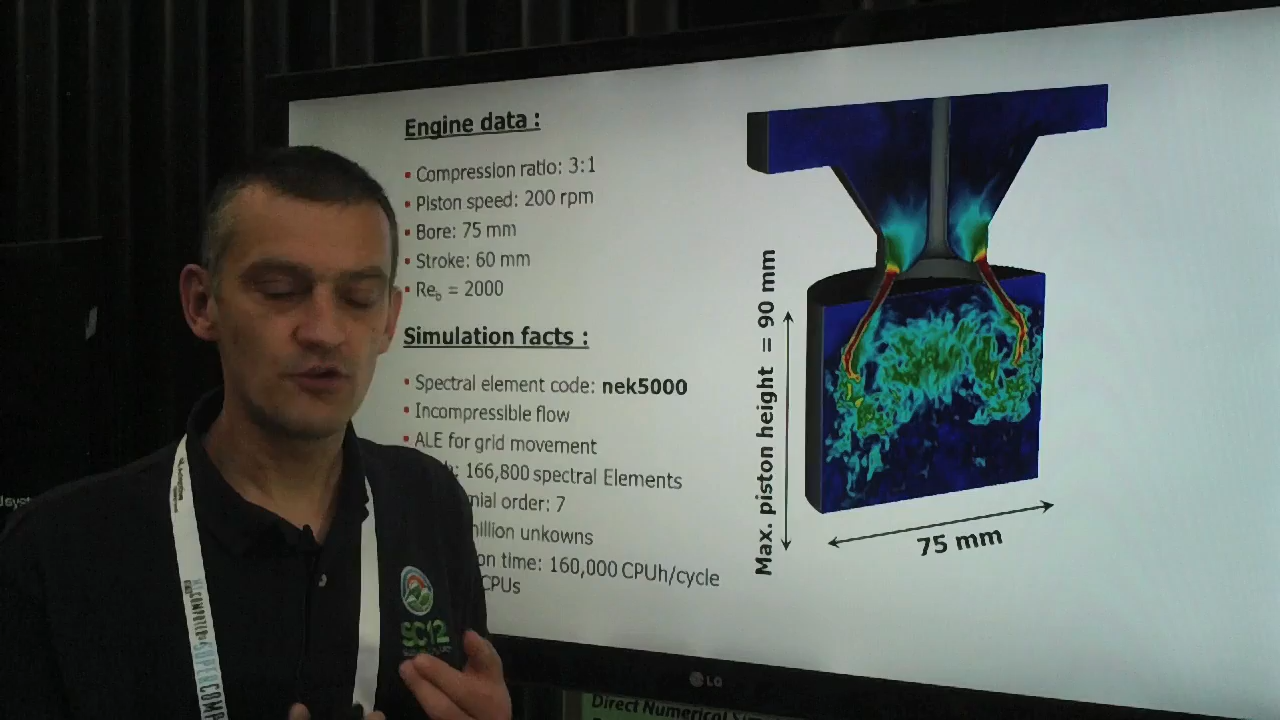 Engine data :
▪ Compression ratio: 3:1
▪ Piston speed: 200 rpm
▪ Bore: 75 mm
▪ Stroke: 60 mm
▪ Reb = 2000
Simulation facts :
▪ Spectral element code: nek5000
▪ Incompressible flow
▪ ALE for grid movement
: 166,800 spectral Elements
order: 7
unkowns
time: 160,000 CPUh/cycle
CPUs
Max. piston height = 90 mm
75 mm
SC12
LG
Direct Numerical